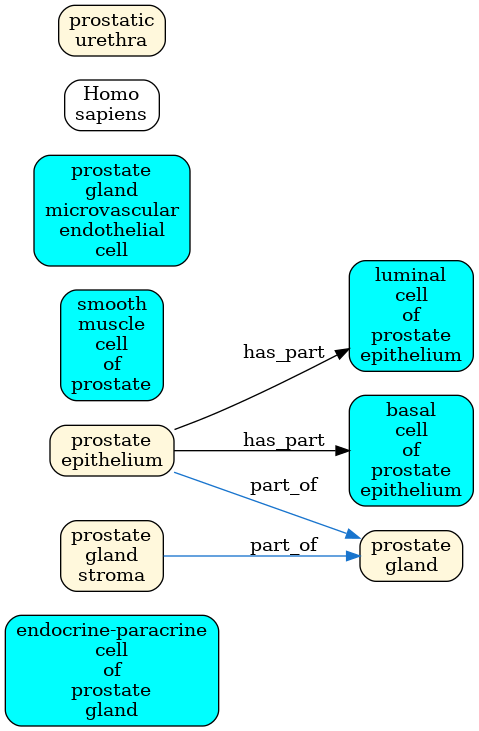 prostatic
urethra
Homo
sapiens
prostate
gland
microvascular
endothelial
cell
smooth
muscle
cell
of
prostate
luminal
cell
of
prostate
epithelium
has_part
prostate
epithelium
has_part
basal
cell
of
prostate
epithelium
part_of
prostate
gland
stroma
part_of
prostate
gland
endocrine-paracrine
cell
of
prostate
gland